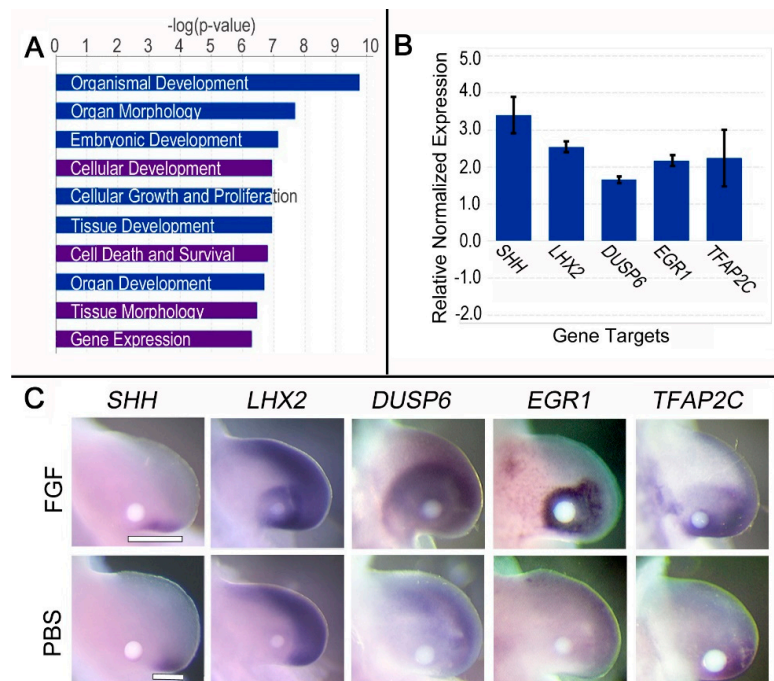 A
-log(p-value)
0 1 2 3 4 5 6 7 8 9 10
Organismal Development
Organ Morphology
Embryonic Development
Cellular Development
Cellular Growth and Proliferation
Tissue Development
Cell Death and Survival
Organ Development
Tissue Morphology
Gene Expression
B
Relative Normalized Expression
5.0
4.0
3.0
2.0
1.0
0.0
-1.0
-2.0
SHH LHX2 DUSP6 EGR1 TFAP2C
Gene Targets
C SHH LHX2 DUSP6 EGR1 TFAP2C
FGF
PBS